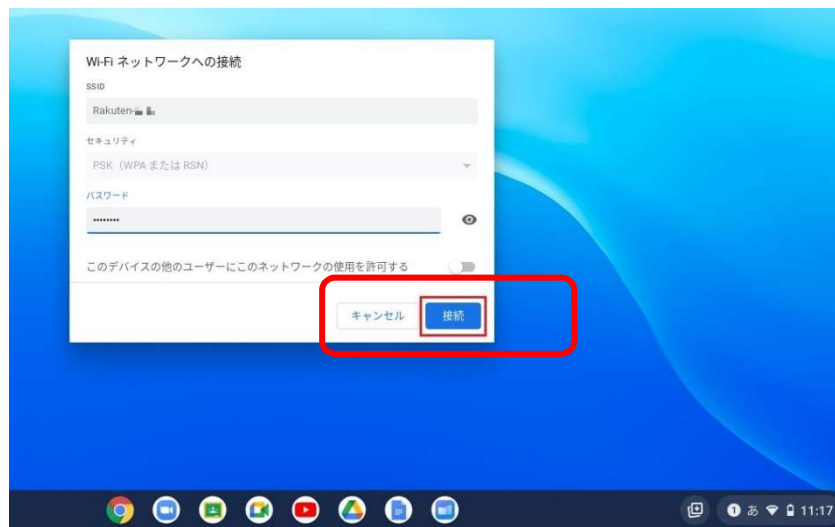 Wi-Fi ネットワークへの接続
SSID
Rakuten-
セキュリティ
PSK（WPA または RSN）
パスワード
••••••••
このデバイスの他のユーザーにこのネットワークの使用を許可する
キャンセル 接続
1 あ 11:17